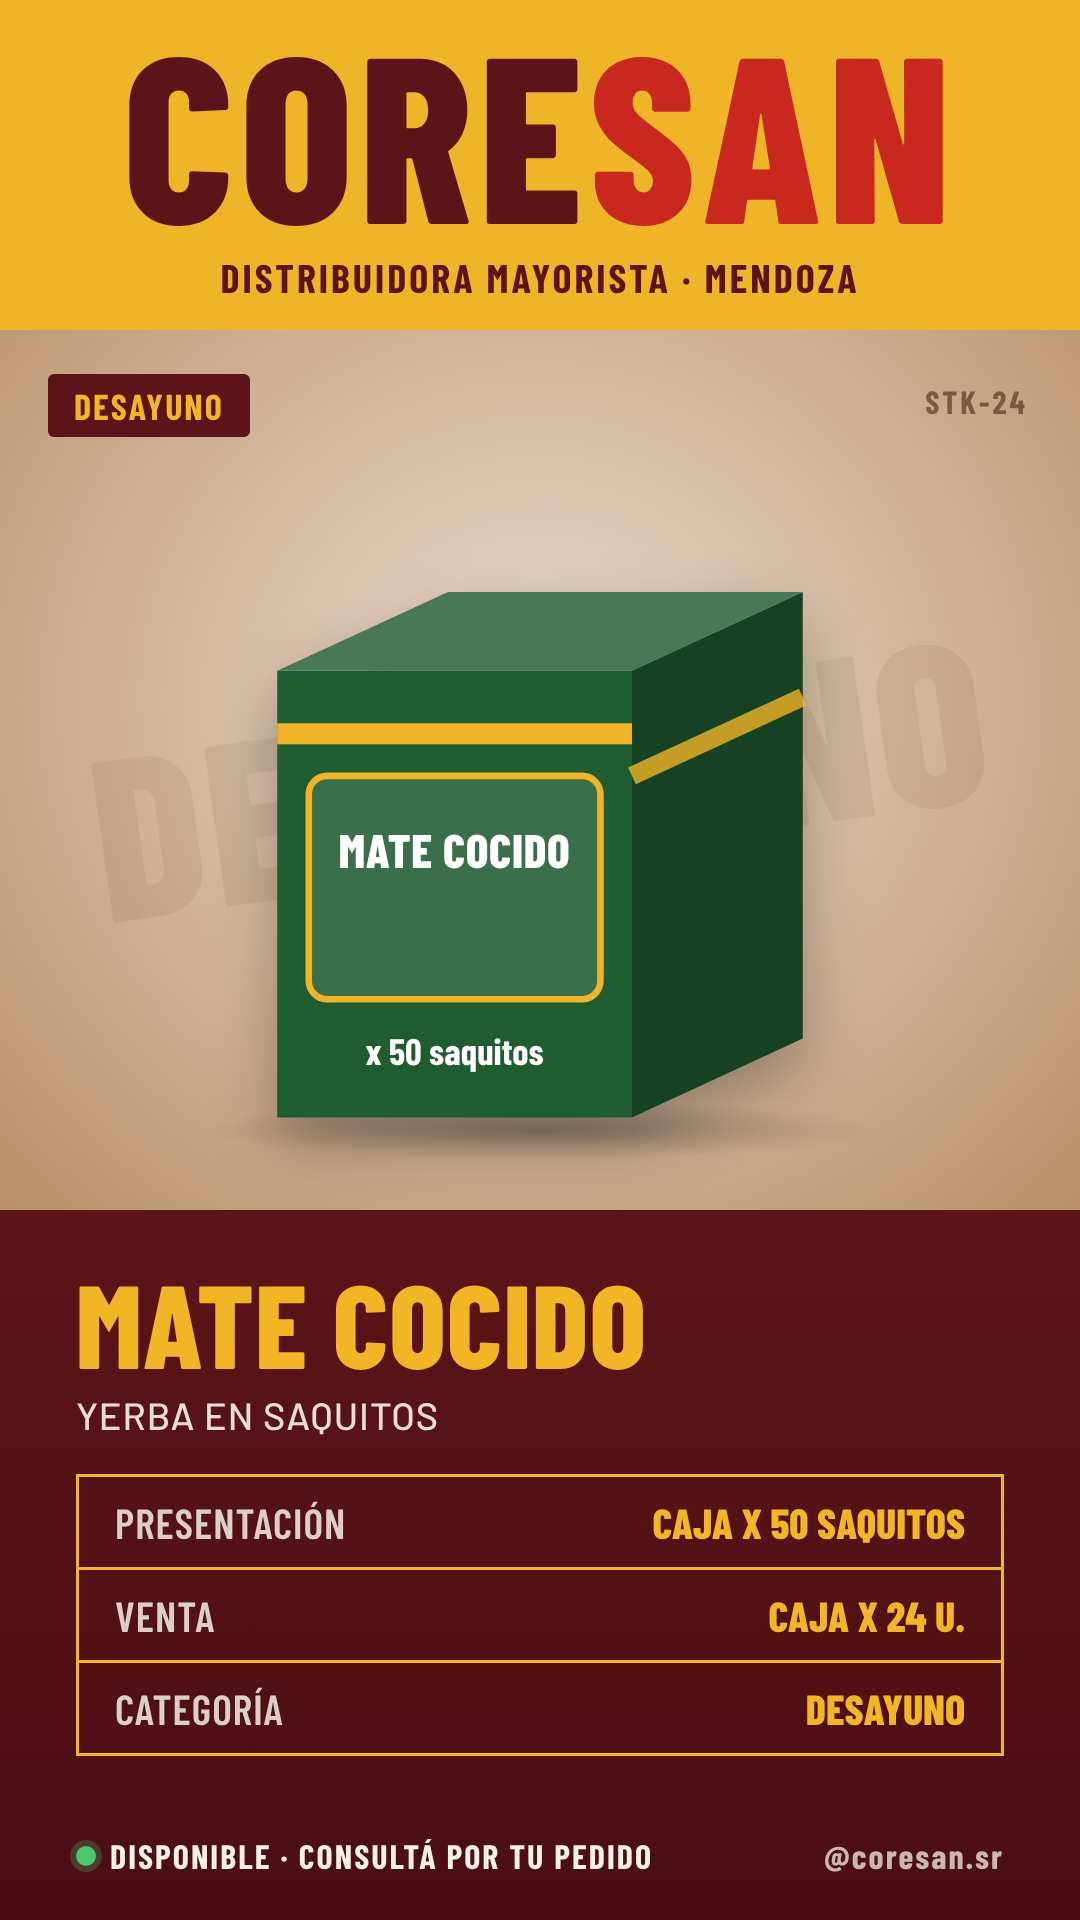 CORESAN
DISTRIBUIDORA MAYORISTA · MENDOZA
DESAYUNO
STK-24
MATE COCIDO
x 50 saquitos
MATE COCIDO
YERBA EN SAQUITOS
PRESENTACIÓN CAJA X 50 SAQUITOS
VENTA CAJA X 24 U.
CATEGORÍA DESAYUNO
DISPONIBLE · CONSULTÁ POR TU PEDIDO
@coresan.sr